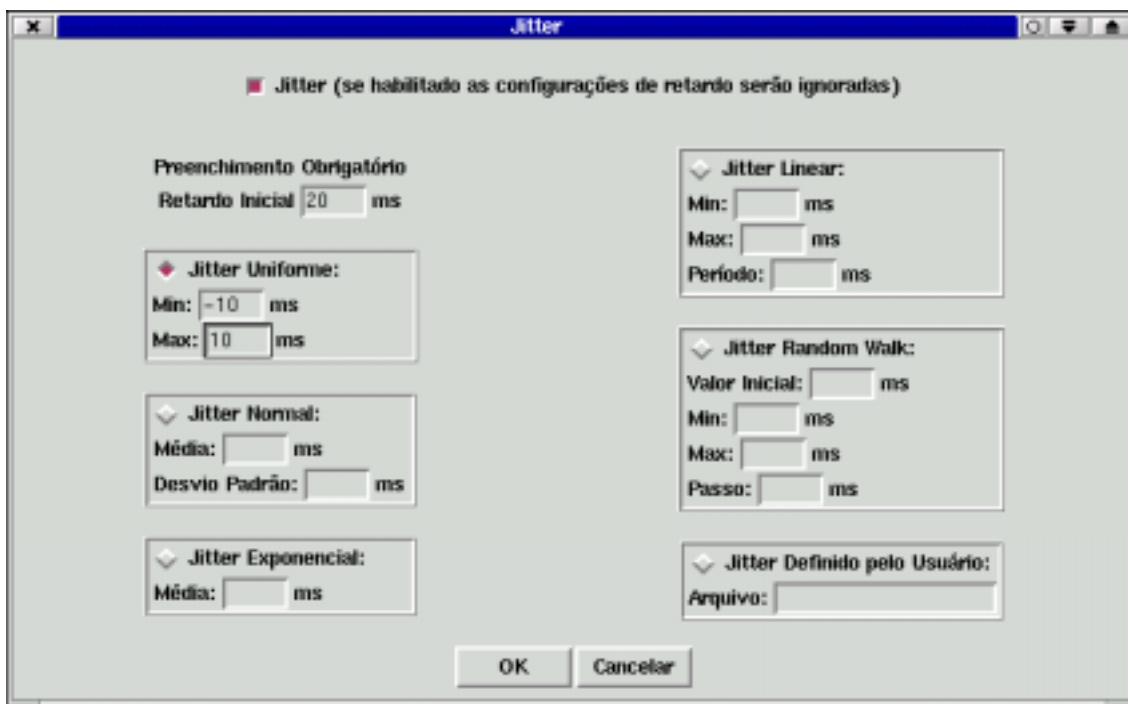 Jitter
Jitter (se habilitado as configurações de retardo serão ignoradas)
Preenchimento Obrigatório
Retardo Inicial 20 ms
Jitter Uniforme:
Min: -10 ms
Max: 10 ms
Jitter Normal:
Média: ms
Desvio Padrão: ms
Jitter Exponencial:
Média: ms
Jitter Linear:
Min: ms
Max: ms
Período: ms
Jitter Random Walk:
Valor Inicial: ms
Min: ms
Max: ms
Passo: ms
Jitter Definido pelo Usuário:
Arquivo:
OK Cancelar